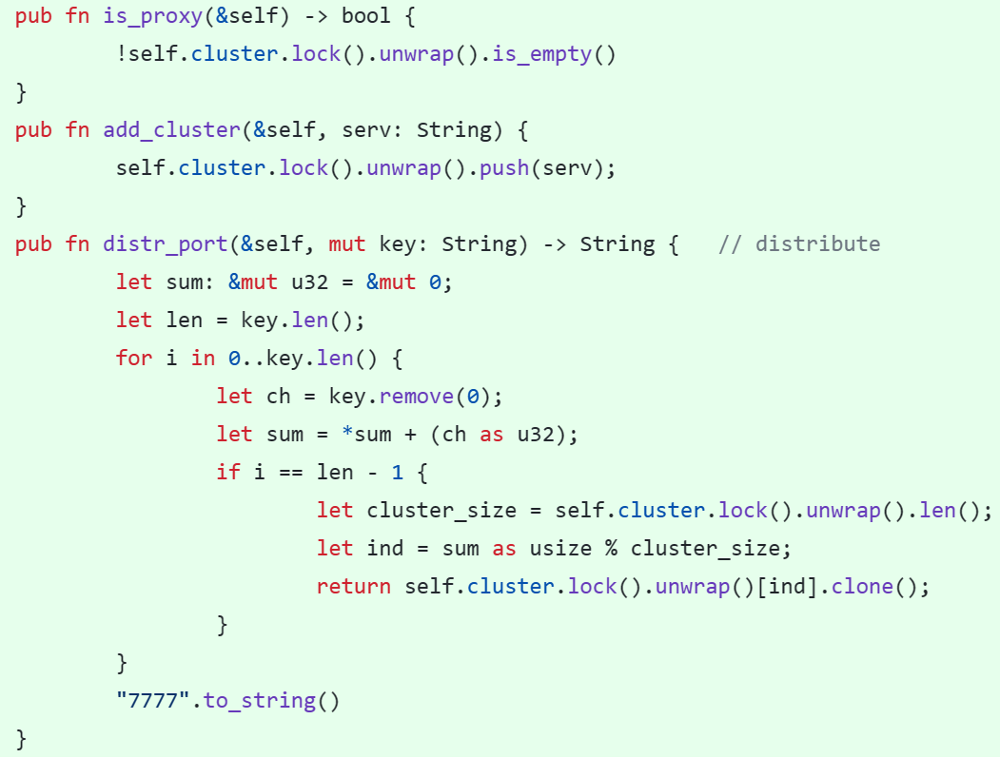 pub fn is_proxy(&self) -> bool {
        !self.cluster.lock().unwrap().is_empty()
}
pub fn add_cluster(&self, serv: String) {
        self.cluster.lock().unwrap().push(serv);
}
pub fn distr_port(&self, mut key: String) -> String {   // distribute
        let sum: &mut u32 = &mut 0;
        let len = key.len();
        for i in 0..key.len() {
                let ch = key.remove(0);
                let sum = *sum + (ch as u32);
                if i == len - 1 {
                        let cluster_size = self.cluster.lock().unwrap().len();
                        let ind = sum as usize % cluster_size;
                        return self.cluster.lock().unwrap()[ind].clone();
                }
        }
        "7777".to_string()
}